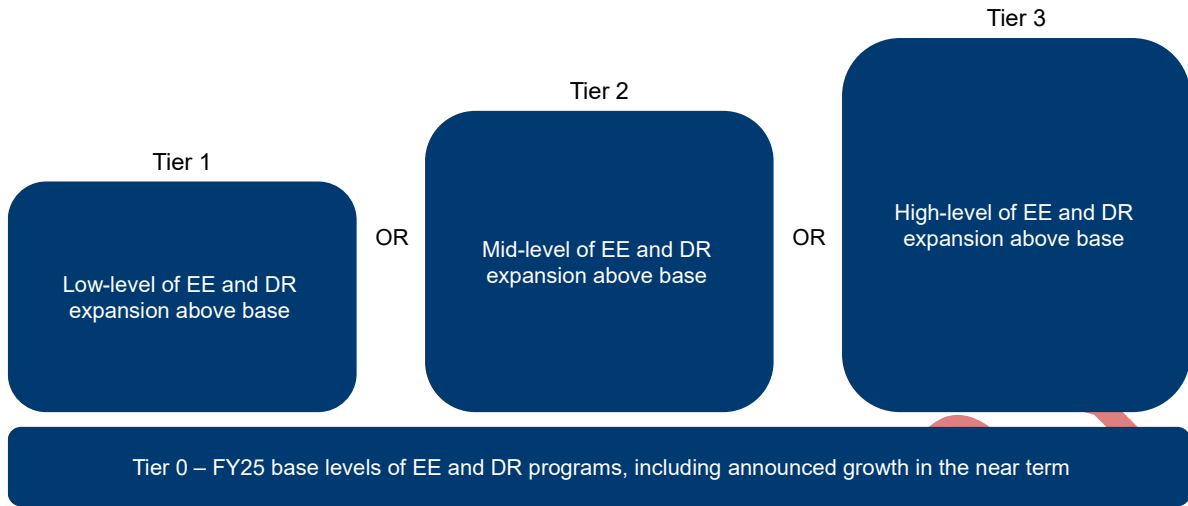 Tier 3
Tier 2
Tier 1
High-level of EE and DR
expansion above base
OR
OR
Mid-level of EE and DR
expansion above base
Low-level of EE and DR
expansion above base
Tier 0 – FY25 base levels of EE and DR programs, including announced growth in the near term